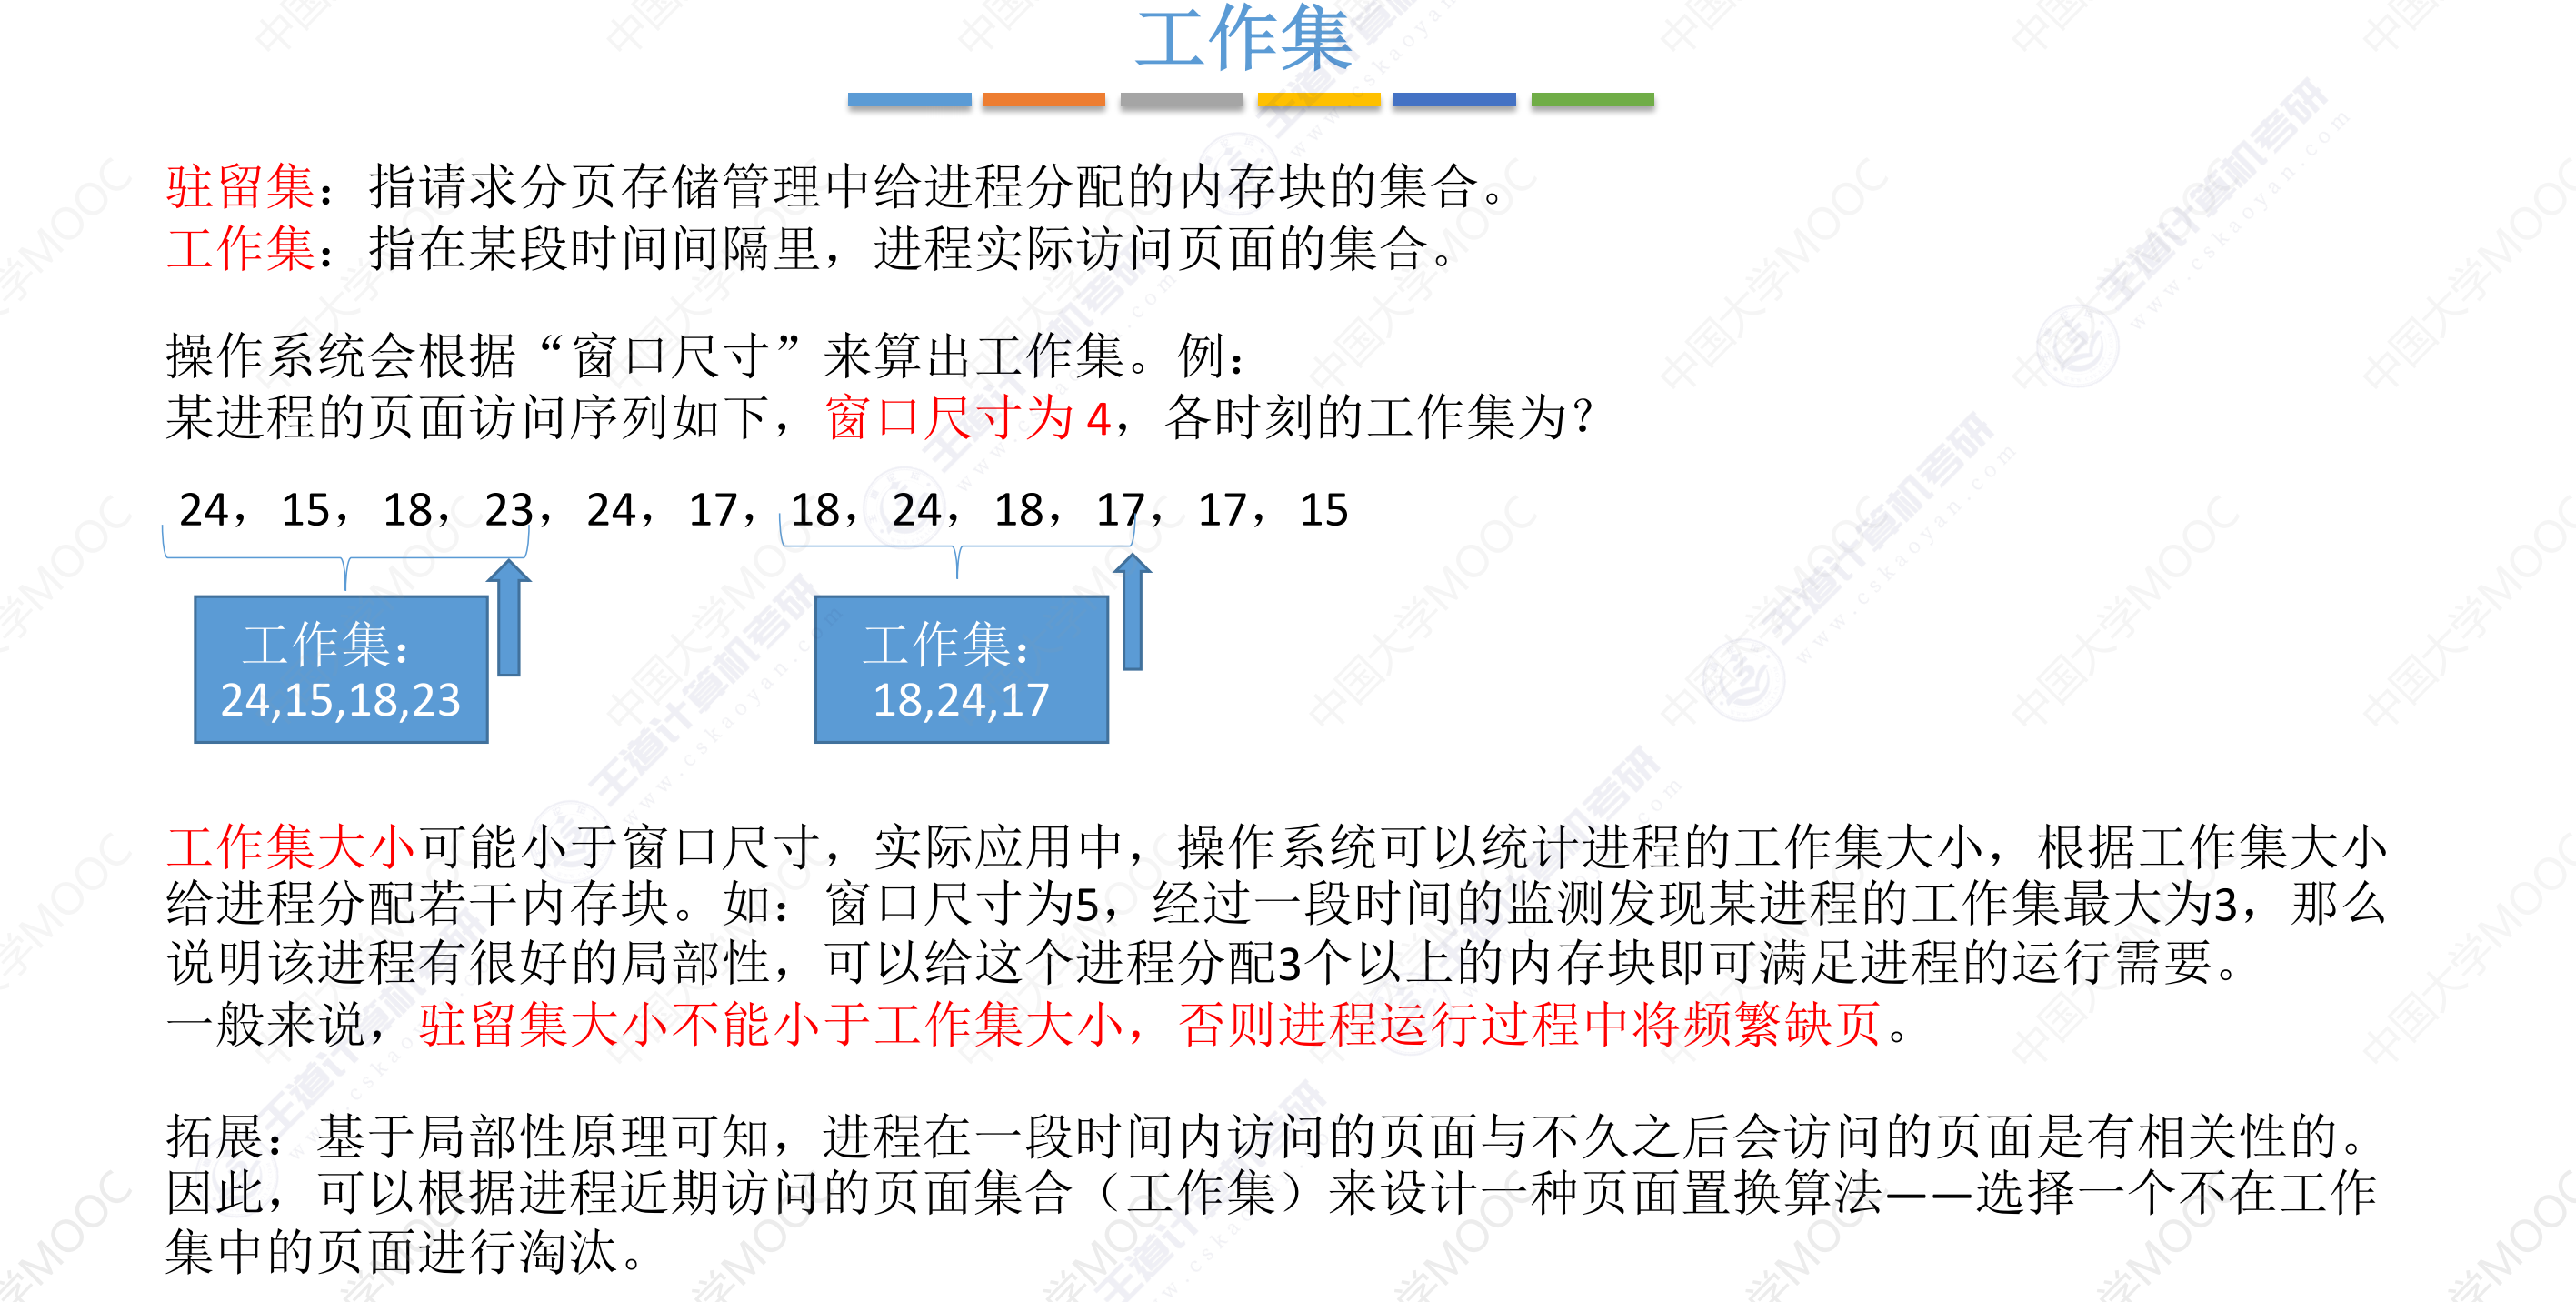 工作集
驻留集：指请求分页存储管理中给进程分配的内存块的集合。
工作集：指在某段时间间隔里，进程实际访问页面的集合。
操作系统会根据“窗口尺寸”来算出工作集。例：
某进程的页面访问序列如下，窗口尺寸为 4，各时刻的工作集为？
24，15，18，23，24，17，18，24，18，17，17，15
工作集：
24,15,18,23
工作集：
18,24,17
工作集大小可能小于窗口尺寸，实际应用中，操作系统可以统计进程的工作集大小，根据工作集大小
给进程分配若干内存块。如：窗口尺寸为5，经过一段时间的监测发现某进程的工作集最大为3，那么
说明该进程有很好的局部性，可以给这个进程分配3个以上的内存块即可满足进程的运行需要。
一般来说，驻留集大小不能小于工作集大小，否则进程运行过程中将频繁缺页。
拓展：基于局部性原理可知，进程在一段时间内访问的页面与不久之后会访问的页面是有相关性的。
因此，可以根据进程近期访问的页面集合（工作集）来设计一种页面置换算法——选择一个不在工作
集中的页面进行淘汰。
中国大学MOOC
王道计算机考研
www.cskaoyan.com